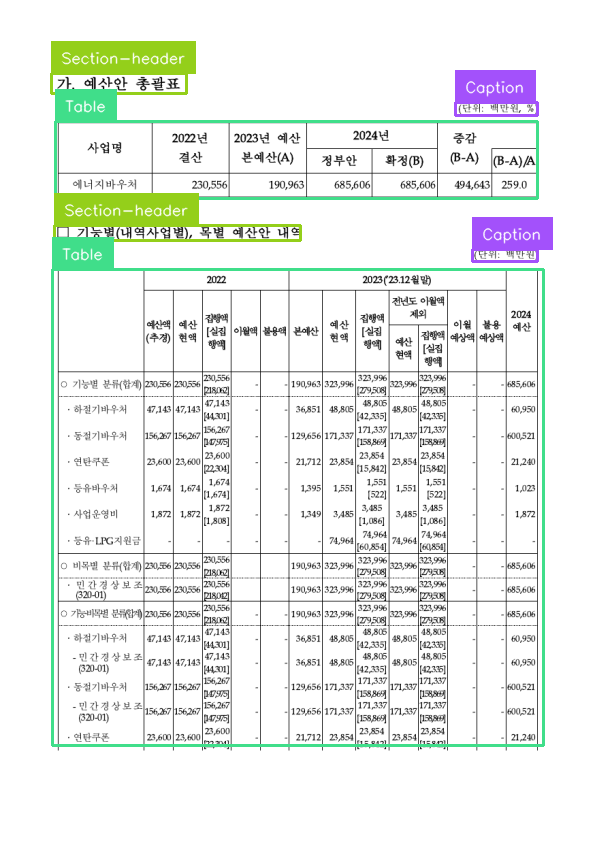 Section-header
가. 예산안 총괄표
Caption
(단위: 백만원, %
Table
사업명 2022년 결산 2023년 예산 본예산(A) 2024년 증감 (B-A) (B-A)/A
정부안 확정(B)
에너지바우처 230,556 190,963 685,606 685,606 494,643 259.0
Section-header
□ 기능별(내역사업별), 목별 예산안 내역
Caption
(단위: 백만원
Table
2022 2023('23.12월말) 2024 예산
예산액 (추경) 예산 현액 집행액 [실집행액] 이월액 불용액 본예산 예산 현액 집행액 [실집행액] 전년도 이월액 제외 이월 예상액 불용 예상액
예산 현액 집행액 [실집행액]
○ 기능별 분류(합계) 230,556 230,556 230,556 [218,062] - - 190,963 323,996 323,996 [279,508] 323,996 323,996 [279,508] - - 685,606
· 하절기바우처 47,143 47,143 47,143 [44,301] - - 36,851 48,805 48,805 [42,335] 48,805 48,805 [42,335] - - 60,950
· 동절기바우처 156,267 156,267 156,267 [147,975] - - 129,656 171,337 171,337 [158,869] 171,337 171,337 [158,869] - - 600,521
· 연탄쿠폰 23,600 23,600 23,600 [22,304] - - 21,712 23,854 23,854 [15,842] 23,854 23,854 [15,842] - - 21,240
· 등유바우처 1,674 1,674 1,674 [1,674] - - 1,395 1,551 1,551 [522] 1,551 1,551 [522] - - 1,023
· 사업운영비 1,872 1,872 1,872 [1,808] - - 1,349 3,485 3,485 [1,086] 3,485 3,485 [1,086] - - 1,872
· 등유·LPG지원금 - - - - - - 74,964 74,964 [60,854] 74,964 74,964 [60,854] - - -
○ 비목별 분류(합계) 230,556 230,556 230,556 [218,062] 190,963 323,996 323,996 [279,508] 323,996 323,996 [279,508] - - 685,606
· 민간경상보조 (320-01) 230,556 230,556 230,556 [218,042] 190,963 323,996 323,996 [279,508] 323,996 323,996 [279,508] - - 685,606
○ 기능비목별 분류(합계) 230,556 230,556 230,556 [218,062] - - 190,963 323,996 323,996 [279,508] 323,996 323,996 [279,508] - - 685,606
· 하절기바우처 47,143 47,143 47,143 [44,301] - - 36,851 48,805 48,805 [42,335] 48,805 48,805 [42,335] - - 60,950
- 민간경상보조 (320-01) 47,143 47,143 47,143 [44,301] - - 36,851 48,805 48,805 [42,335] 48,805 48,805 [42,335] - - 60,950
· 동절기바우처 156,267 156,267 156,267 [147,975] - - 129,656 171,337 171,337 [158,869] 171,337 171,337 [158,869] - - 600,521
- 민간경상보조 (320-01) 156,267 156,267 156,267 [147,975] - - 129,656 171,337 171,337 [158,869] 171,337 171,337 [158,869] - - 600,521
· 연탄쿠폰 23,600 23,600 23,600 - - 21,712 23,854 23,854 23,854 23,854 - - 21,240